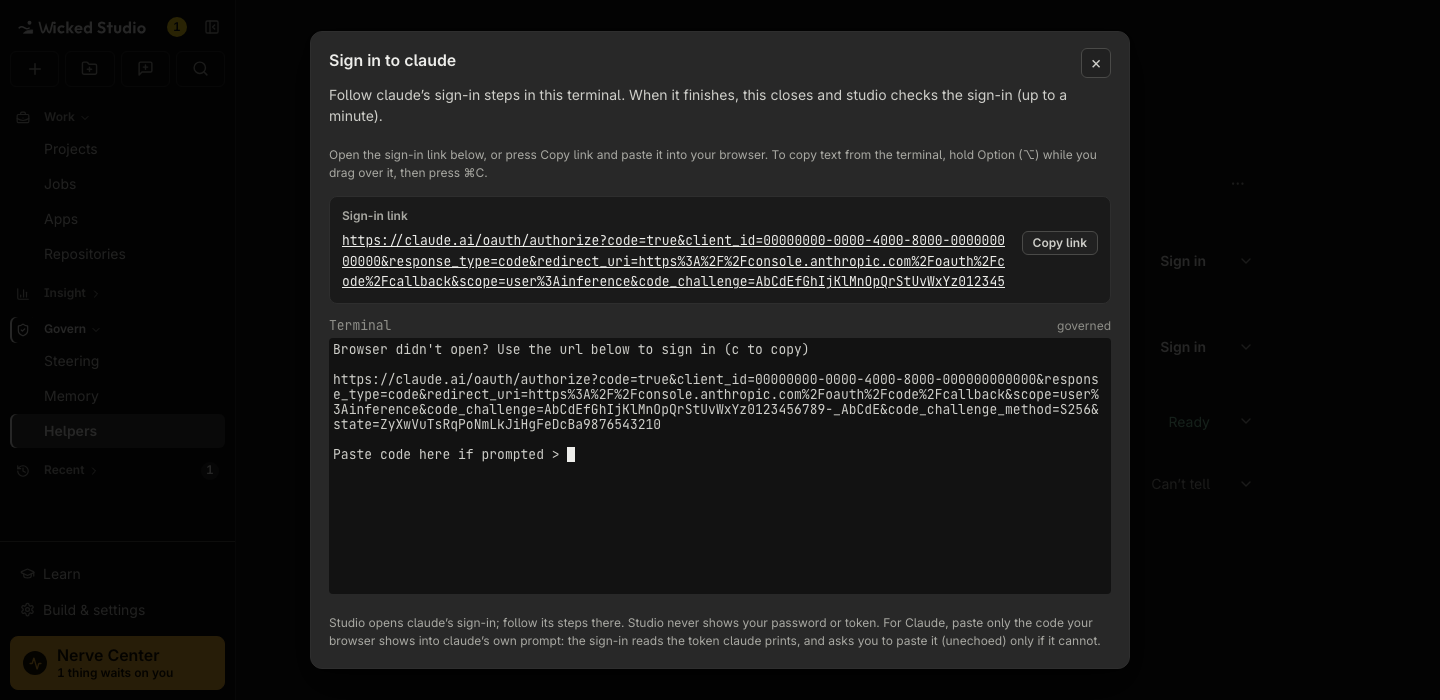 Wicked Studio
1
Work
Projects
Jobs
Apps
Repositories
Insight
Govern
Steering
Memory
Helpers
Recent
1
Learn
Build & settings
Nerve Center
1 thing waits on you
Sign in to claude
Follow claude's sign-in steps in this terminal. When it finishes, this closes and studio checks the sign-in (up to a
minute).
Open the sign-in link below, or press Copy link and paste it into your browser. To copy text from the terminal, hold Option (⌥) while you
drag over it, then press ⌘C.
Sign-in link
https://claude.ai/oauth/authorize?code=true&client_id=00000000-0000-4000-8000-0000000
00000&response_type=code&redirect_uri=https%3A%2F%2Fconsole.anthropic.com%2Foauth%2Fc
ode%2Fcallback&scope=user%3Ainference&code_challenge=AbCdEfGhIjKlMnOpQrStUvWxYz012345
Copy link
Terminal
governed
Browser didn't open? Use the url below to sign in (c to copy)
https://claude.ai/oauth/authorize?code=true&client_id=00000000-0000-4000-8000-000000000000&respons
e_type=code&redirect_uri=https%3A%2F%2Fconsole.anthropic.com%2Foauth%2Fcode%2Fcallback&scope=user%
3Ainference&code_challenge=AbCdEfGhIjKlMnOpQrStUvWxYz0123456789-_AbCdE&code_challenge_method=S256&
state=ZyXwVuTsRqPoNmLkJiHgFeDcBa9876543210
Paste code here if prompted >
Studio opens claude's sign-in; follow its steps there. Studio never shows your password or token. For Claude, paste only the code your
browser shows into claude's own prompt: the sign-in reads the token claude prints, and asks you to paste it (unechoed) only if it cannot.
Sign in
Sign in
Ready
Can't tell